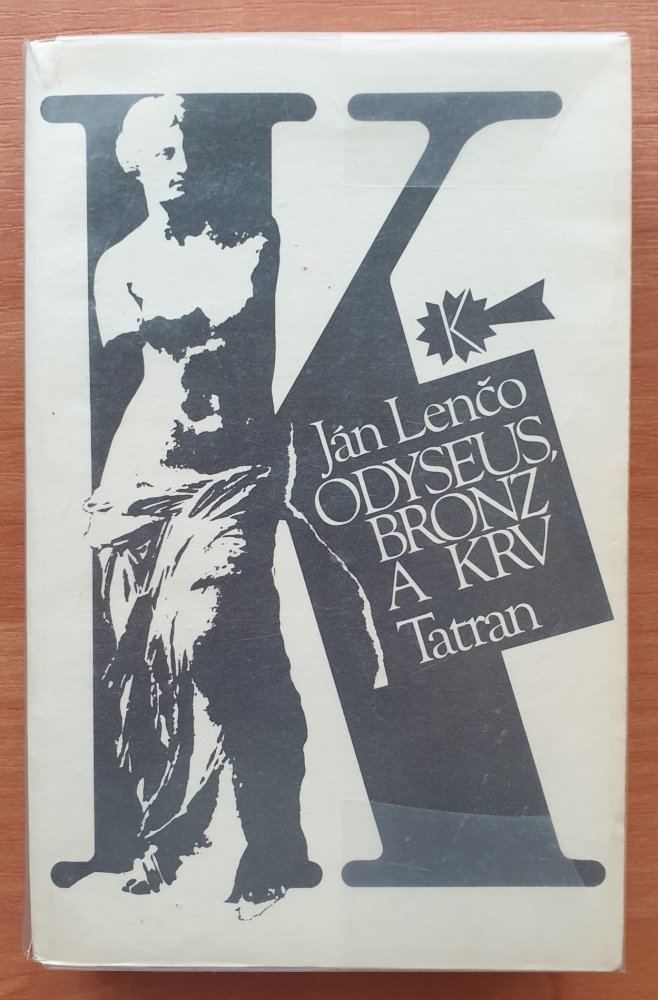 K
K
Ján Lenčo
ODYSEUS,
BRONZ
A KRV
Tatran